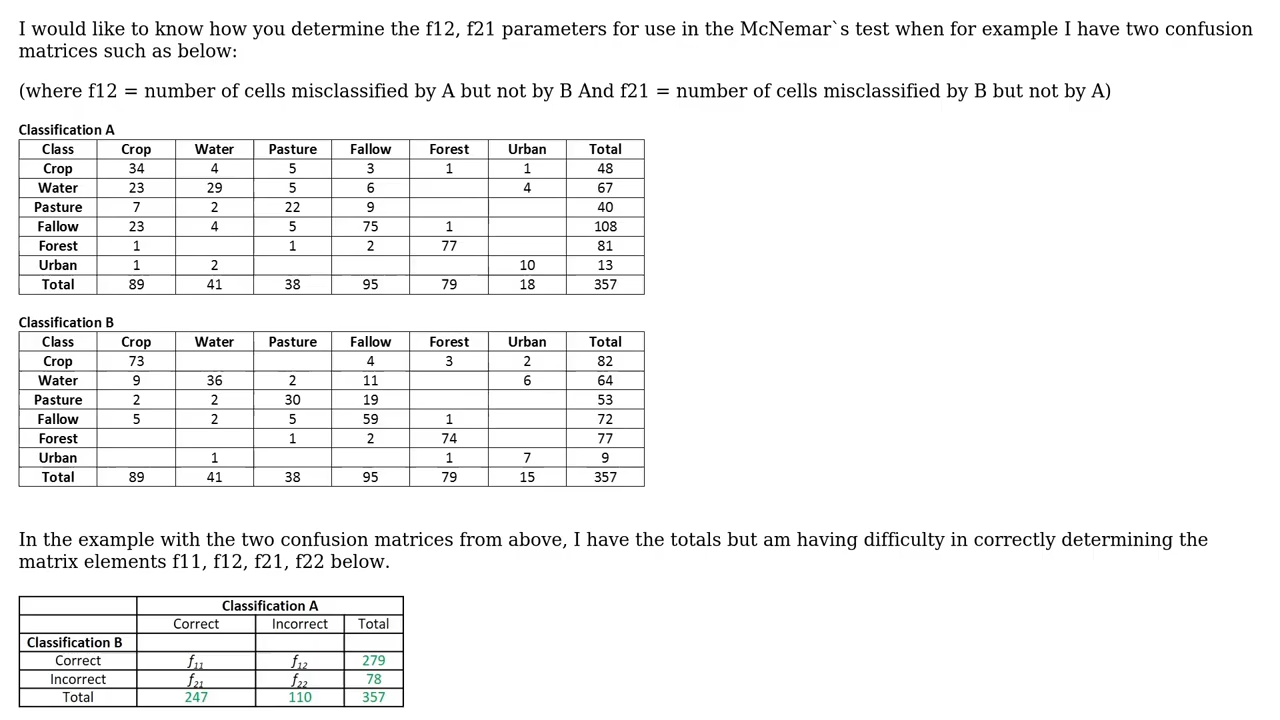 I would like to know how you determine the f12, f21 parameters for use in the McNemar`s test when for example I have two confusion
matrices such as below:
(where f12 = number of cells misclassified by A but not by B And f21 = number of cells misclassified by B but not by A)
Classification A
Class Crop Water Pasture Fallow Forest Urban Total
Crop 34 4 5 3 1 1 48
Water 23 29 5 6 4 67
Pasture 7 2 22 9 40
Fallow 23 4 5 75 1 108
Forest 1 1 2 77 81
Urban 1 2 10 13
Total 89 41 38 95 79 18 357
Classification B
Class Crop Water Pasture Fallow Forest Urban Total
Crop 73 4 3 2 82
Water 9 36 2 11 6 64
Pasture 2 2 30 19 53
Fallow 5 2 5 59 1 72
Forest 1 2 74 77
Urban 1 1 7 9
Total 89 41 38 95 79 15 357
In the example with the two confusion matrices from above, I have the totals but am having difficulty in correctly determining the
matrix elements f11, f12, f21, f22 below.
Classification A
Correct Incorrect Total
Classification B
Correct f11 f12 279
Incorrect f21 f22 78
Total 247 110 357